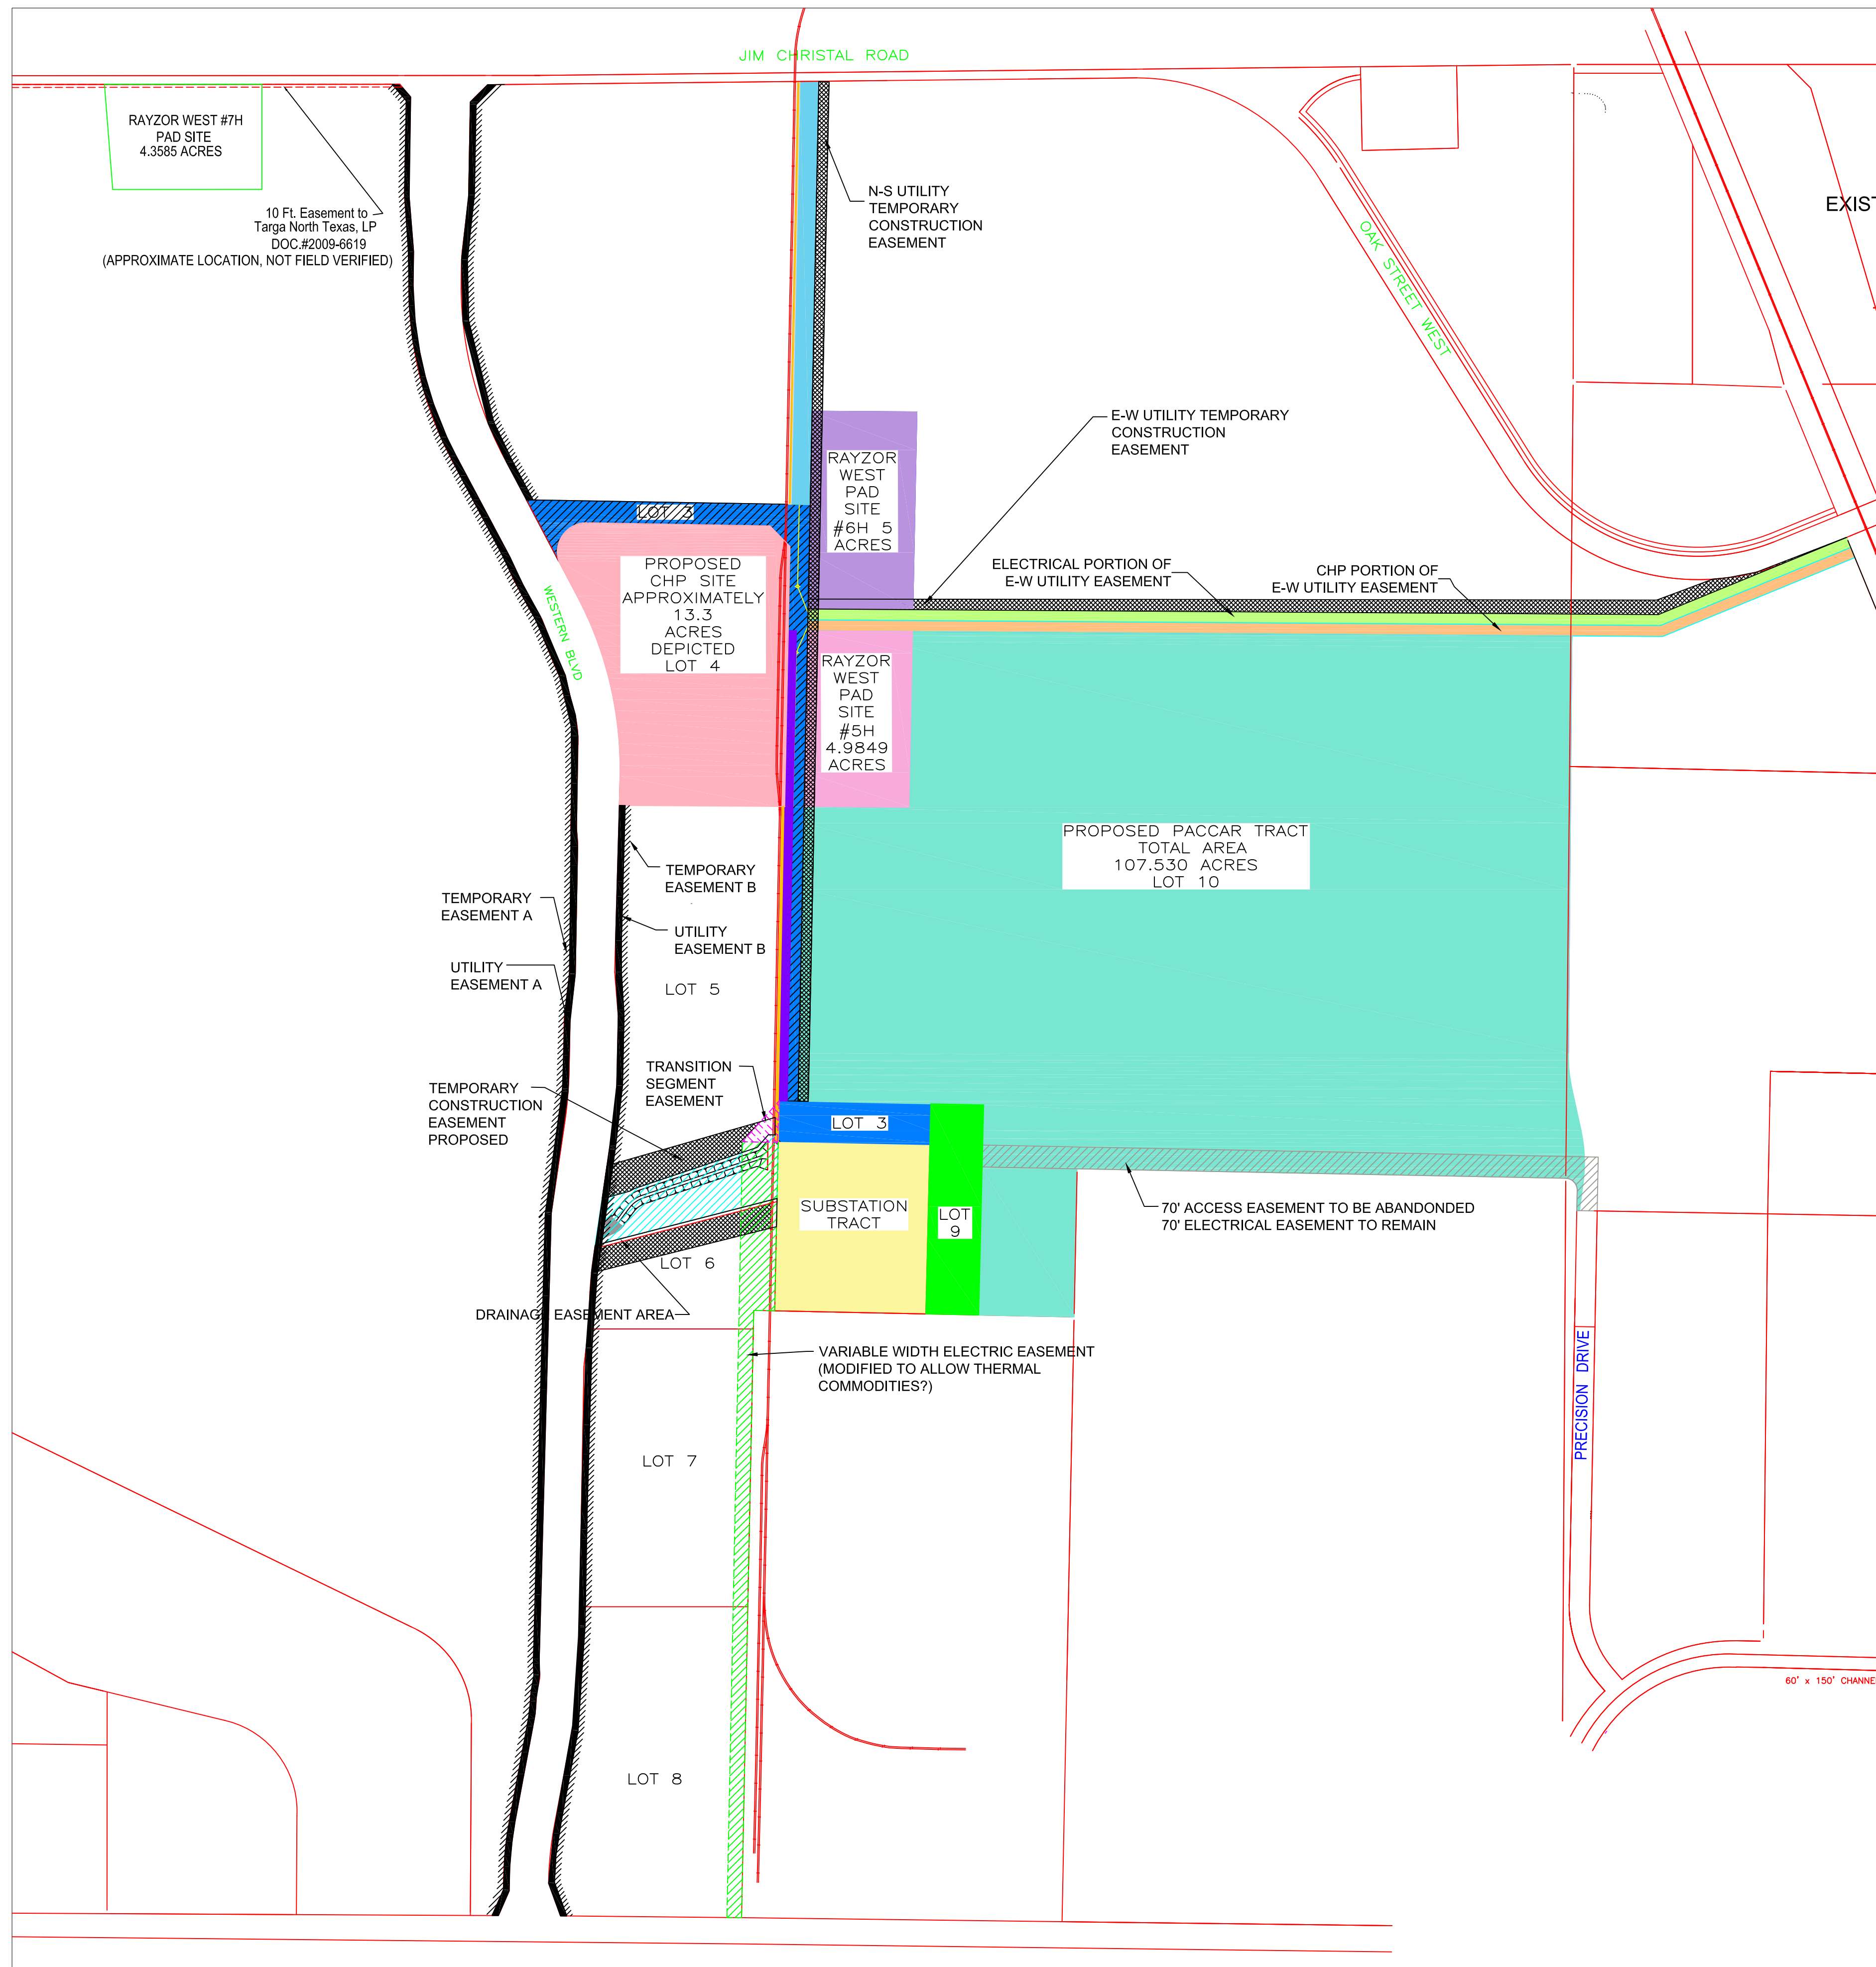 JIM CHRISTAL ROAD
RAYZOR WEST #7H
PAD SITE
4.3585 ACRES
10 Ft. Easement to
Targa North Texas, LP
DOC.#2009-6619
(APPROXIMATE LOCATION, NOT FIELD VERIFIED)
N-S UTILITY
TEMPORARY
CONSTRUCTION
EASEMENT
EXIST
OAK STREET WEST
E-W UTILITY TEMPORARY
CONSTRUCTION
EASEMENT
RAYZOR
WEST
PAD
SITE
#6H 5
ACRES
LOT 3
PROPOSED
CHP SITE
APPROXIMATELY
13.3
ACRES
DEPICTED
LOT 4
ELECTRICAL PORTION OF
E-W UTILITY EASEMENT
CHP PORTION OF
E-W UTILITY EASEMENT
WESTERN BLVD
RAYZOR
WEST
PAD
SITE
#5H
4.9849
ACRES
PROPOSED PACCAR TRACT
TOTAL AREA
107.530 ACRES
LOT 10
TEMPORARY
EASEMENT B
TEMPORARY
EASEMENT A
UTILITY
EASEMENT B
UTILITY
EASEMENT A
LOT 5
TRANSITION
SEGMENT
EASEMENT
TEMPORARY
CONSTRUCTION
EASEMENT
PROPOSED
LOT 3
SUBSTATION
TRACT
LOT
9
70' ACCESS EASEMENT TO BE ABANDONDED
70' ELECTRICAL EASEMENT TO REMAIN
LOT 6
DRAINAGE EASEMENT AREA
VARIABLE WIDTH ELECTRIC EASEMENT
(MODIFIED TO ALLOW THERMAL
COMMODITIES?)
PRECISION DRIVE
LOT 7
60' x 150' CHANNE
LOT 8